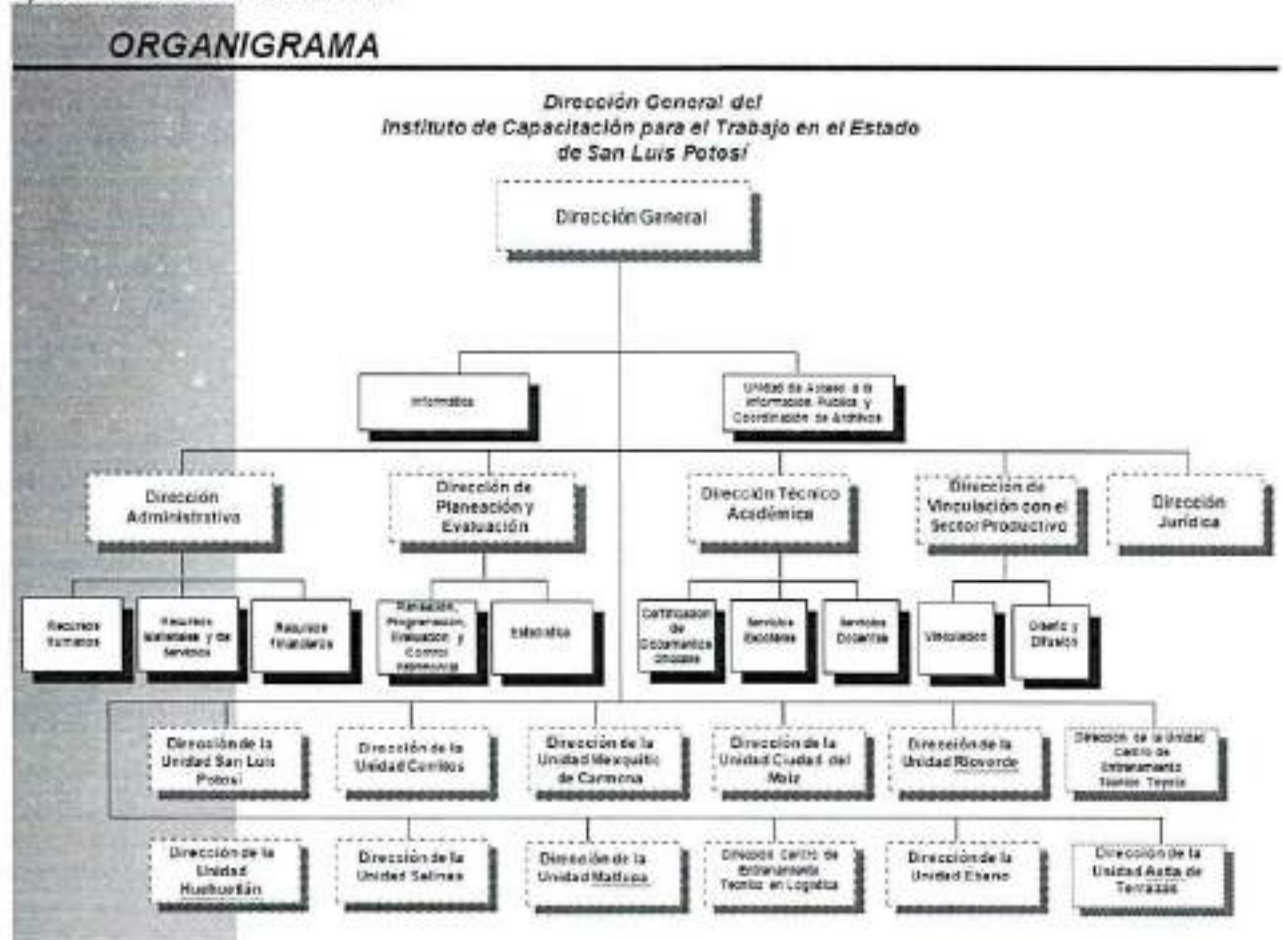 ORGANIGRAMA
Dirección General del
Instituto de Capacitación para el Trabajo en el Estado
de San Luis Potosí
Dirección General
Informática
Unidad de Acceso a la
Información Pública y
Coordinación de Archivos
Dirección
Administrativa
Dirección de
Planeación y
Evaluación
Dirección Técnico
Académica
Dirección de
Vinculación con el
Sector Productivo
Dirección
Jurídica
Recursos
Humanos
Recursos
Materiales y de
Servicios
Recursos
Financieros
Planeación,
Programación,
Evaluación y
Control
Estadística
Certificación
de
Documentos
Oficiales
Servicios
Escolares
Servicios
Docentes
Vinculación
Diseño y
Difusión
Dirección de la
Unidad San Luis
Potosí
Dirección de la
Unidad Cerritos
Dirección de la
Unidad Mexquitic
de Carmona
Dirección de la
Unidad Ciudad del
Maíz
Dirección de la
Unidad Rioverde
Dirección de la Unidad
Centro de
Entrenamiento
Técnico Toyota
Dirección de la
Unidad
Huehuetlán
Dirección de la
Unidad Salinas
Dirección de la
Unidad Matlapa
Dirección Centro de
Entrenamiento
Técnico en Logística
Dirección de la
Unidad Ebano
Dirección de la
Unidad Axtla de
Terrazas